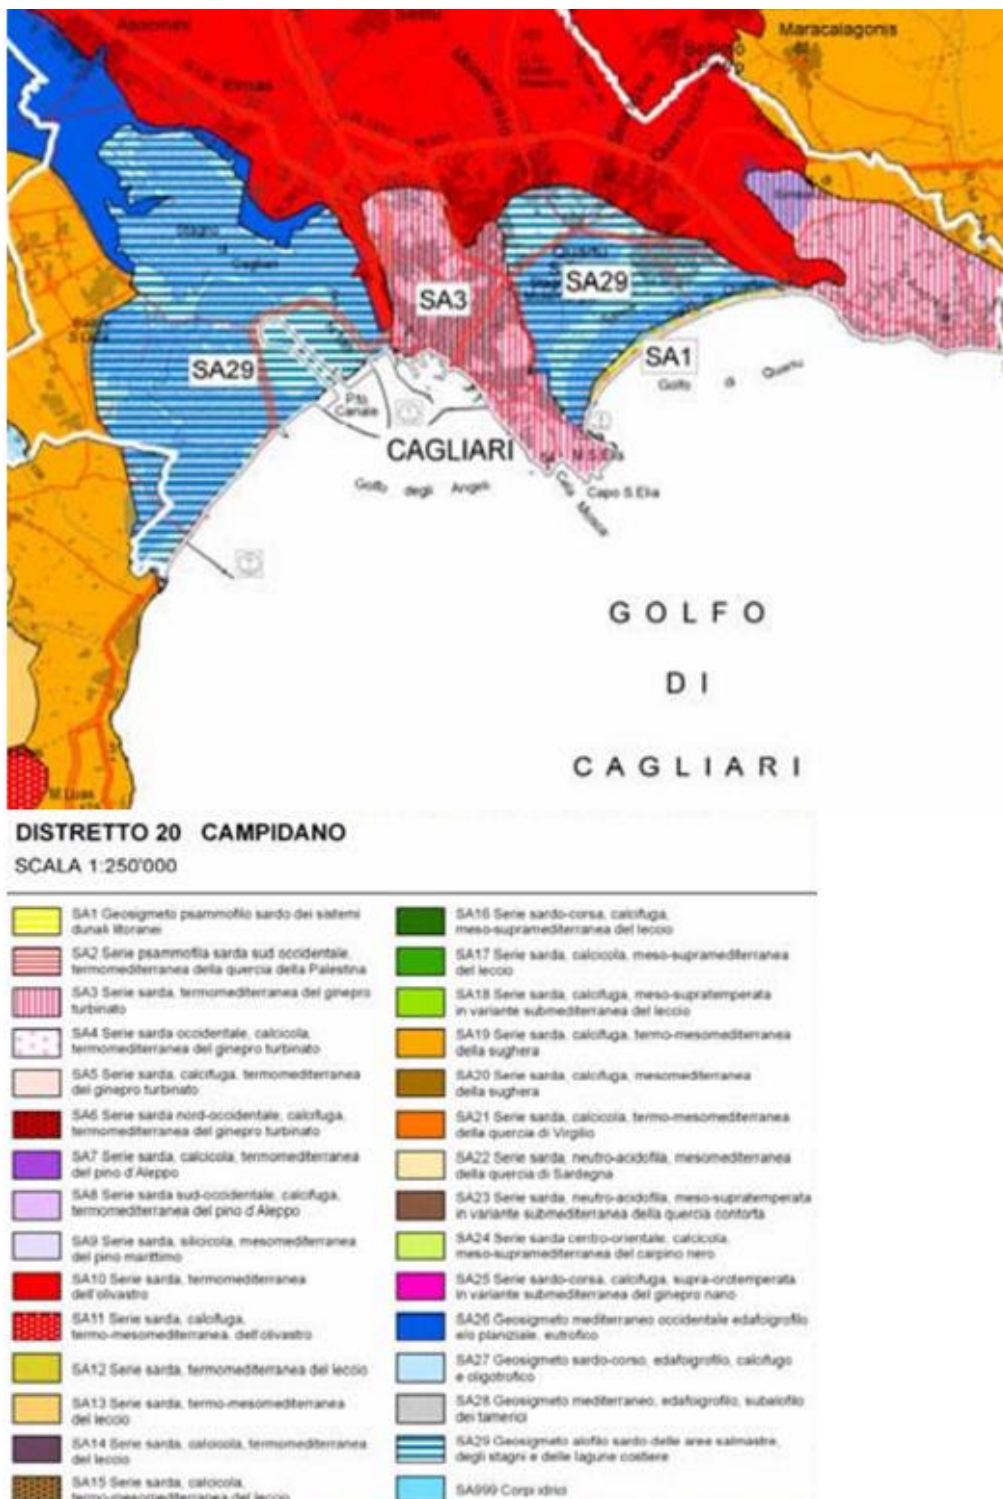 Maracalagonis
SA3
SA29
SA1
SA29
Golfo di Quartu
P.to
Canale
CAGLIARI
Golfo degli Angeli
M.S.Elia
Capo S.Elia
Cala Mosca
GOLFO
DI
CAGLIARI
M.Luas
DISTRETTO 20 CAMPIDANO
SCALA 1:250'000
SA1 Geosigmeto psammofilo sardo dei sistemi
dunali litoranei
SA2 Serie psammofila sarda sud occidentale,
termomediterranea della quercia della Palestina
SA3 Serie sarda, termomediterranea del ginepro
turbinato
SA4 Serie sarda occidentale, calcicola,
termomediterranea del ginepro turbinato
SA5 Serie sarda, calcifuga, termomediterranea
del ginepro turbinato
SA6 Serie sarda nord-occidentale, calcifuga,
termomediterranea del ginepro turbinato
SA7 Serie sarda, calcicola, termomediterranea
del pino d'Aleppo
SA8 Serie sarda sud-occidentale, calcifuga,
termomediterranea del pino d'Aleppo
SA9 Serie sarda, silicicola, mesomediterranea
del pino marittimo
SA10 Serie sarda, termomediterranea
dell'olivastro
SA11 Serie sarda, calcifuga,
termo-mesomediterranea, dell'olivastro
SA12 Serie sarda, termomediterranea del leccio
SA13 Serie sarda, termo-mesomediterranea
del leccio
SA14 Serie sarda, calcicola, termomediterranea
del leccio
SA15 Serie sarda, calcicola,
termo-mesomediterranea del leccio
SA16 Serie sardo-corsa, calcifuga,
meso-supramediterranea del leccio
SA17 Serie sarda, calcicola, meso-supramediterranea
del leccio
SA18 Serie sarda, calcifuga, meso-supratemperata
in variante submediterranea del leccio
SA19 Serie sarda, calcifuga, termo-mesomediterranea
della sughera
SA20 Serie sarda, calcifuga, mesomediterranea
della sughera
SA21 Serie sarda, calcicola, termo-mesomediterranea
della quercia di Virgilio
SA22 Serie sarda, neutro-acidofila, mesomediterranea
della quercia di Sardegna
SA23 Serie sarda, neutro-acidofila, meso-supratemperata
in variante submediterranea della quercia contorta
SA24 Serie sarda centro-orientale, calcicola,
meso-supramediterranea del carpino nero
SA25 Serie sardo-corsa, calcifuga, supra-orotemperata
in variante submediterranea del ginepro nano
SA26 Geosigmeto mediterraneo occidentale edafoigrofilo
e/o planiziale, eutrofico
SA27 Geosigmeto sardo-corso, edafoigrofilo, calcifugo
e oligotrofico
SA28 Geosigmeto mediterraneo, edafoigrofilo, subalofilo
dei tamerici
SA29 Geosigmeto alofilo sardo delle aree salmastre,
degli stagni e delle lagune costiere
SA999 Corpi idrici